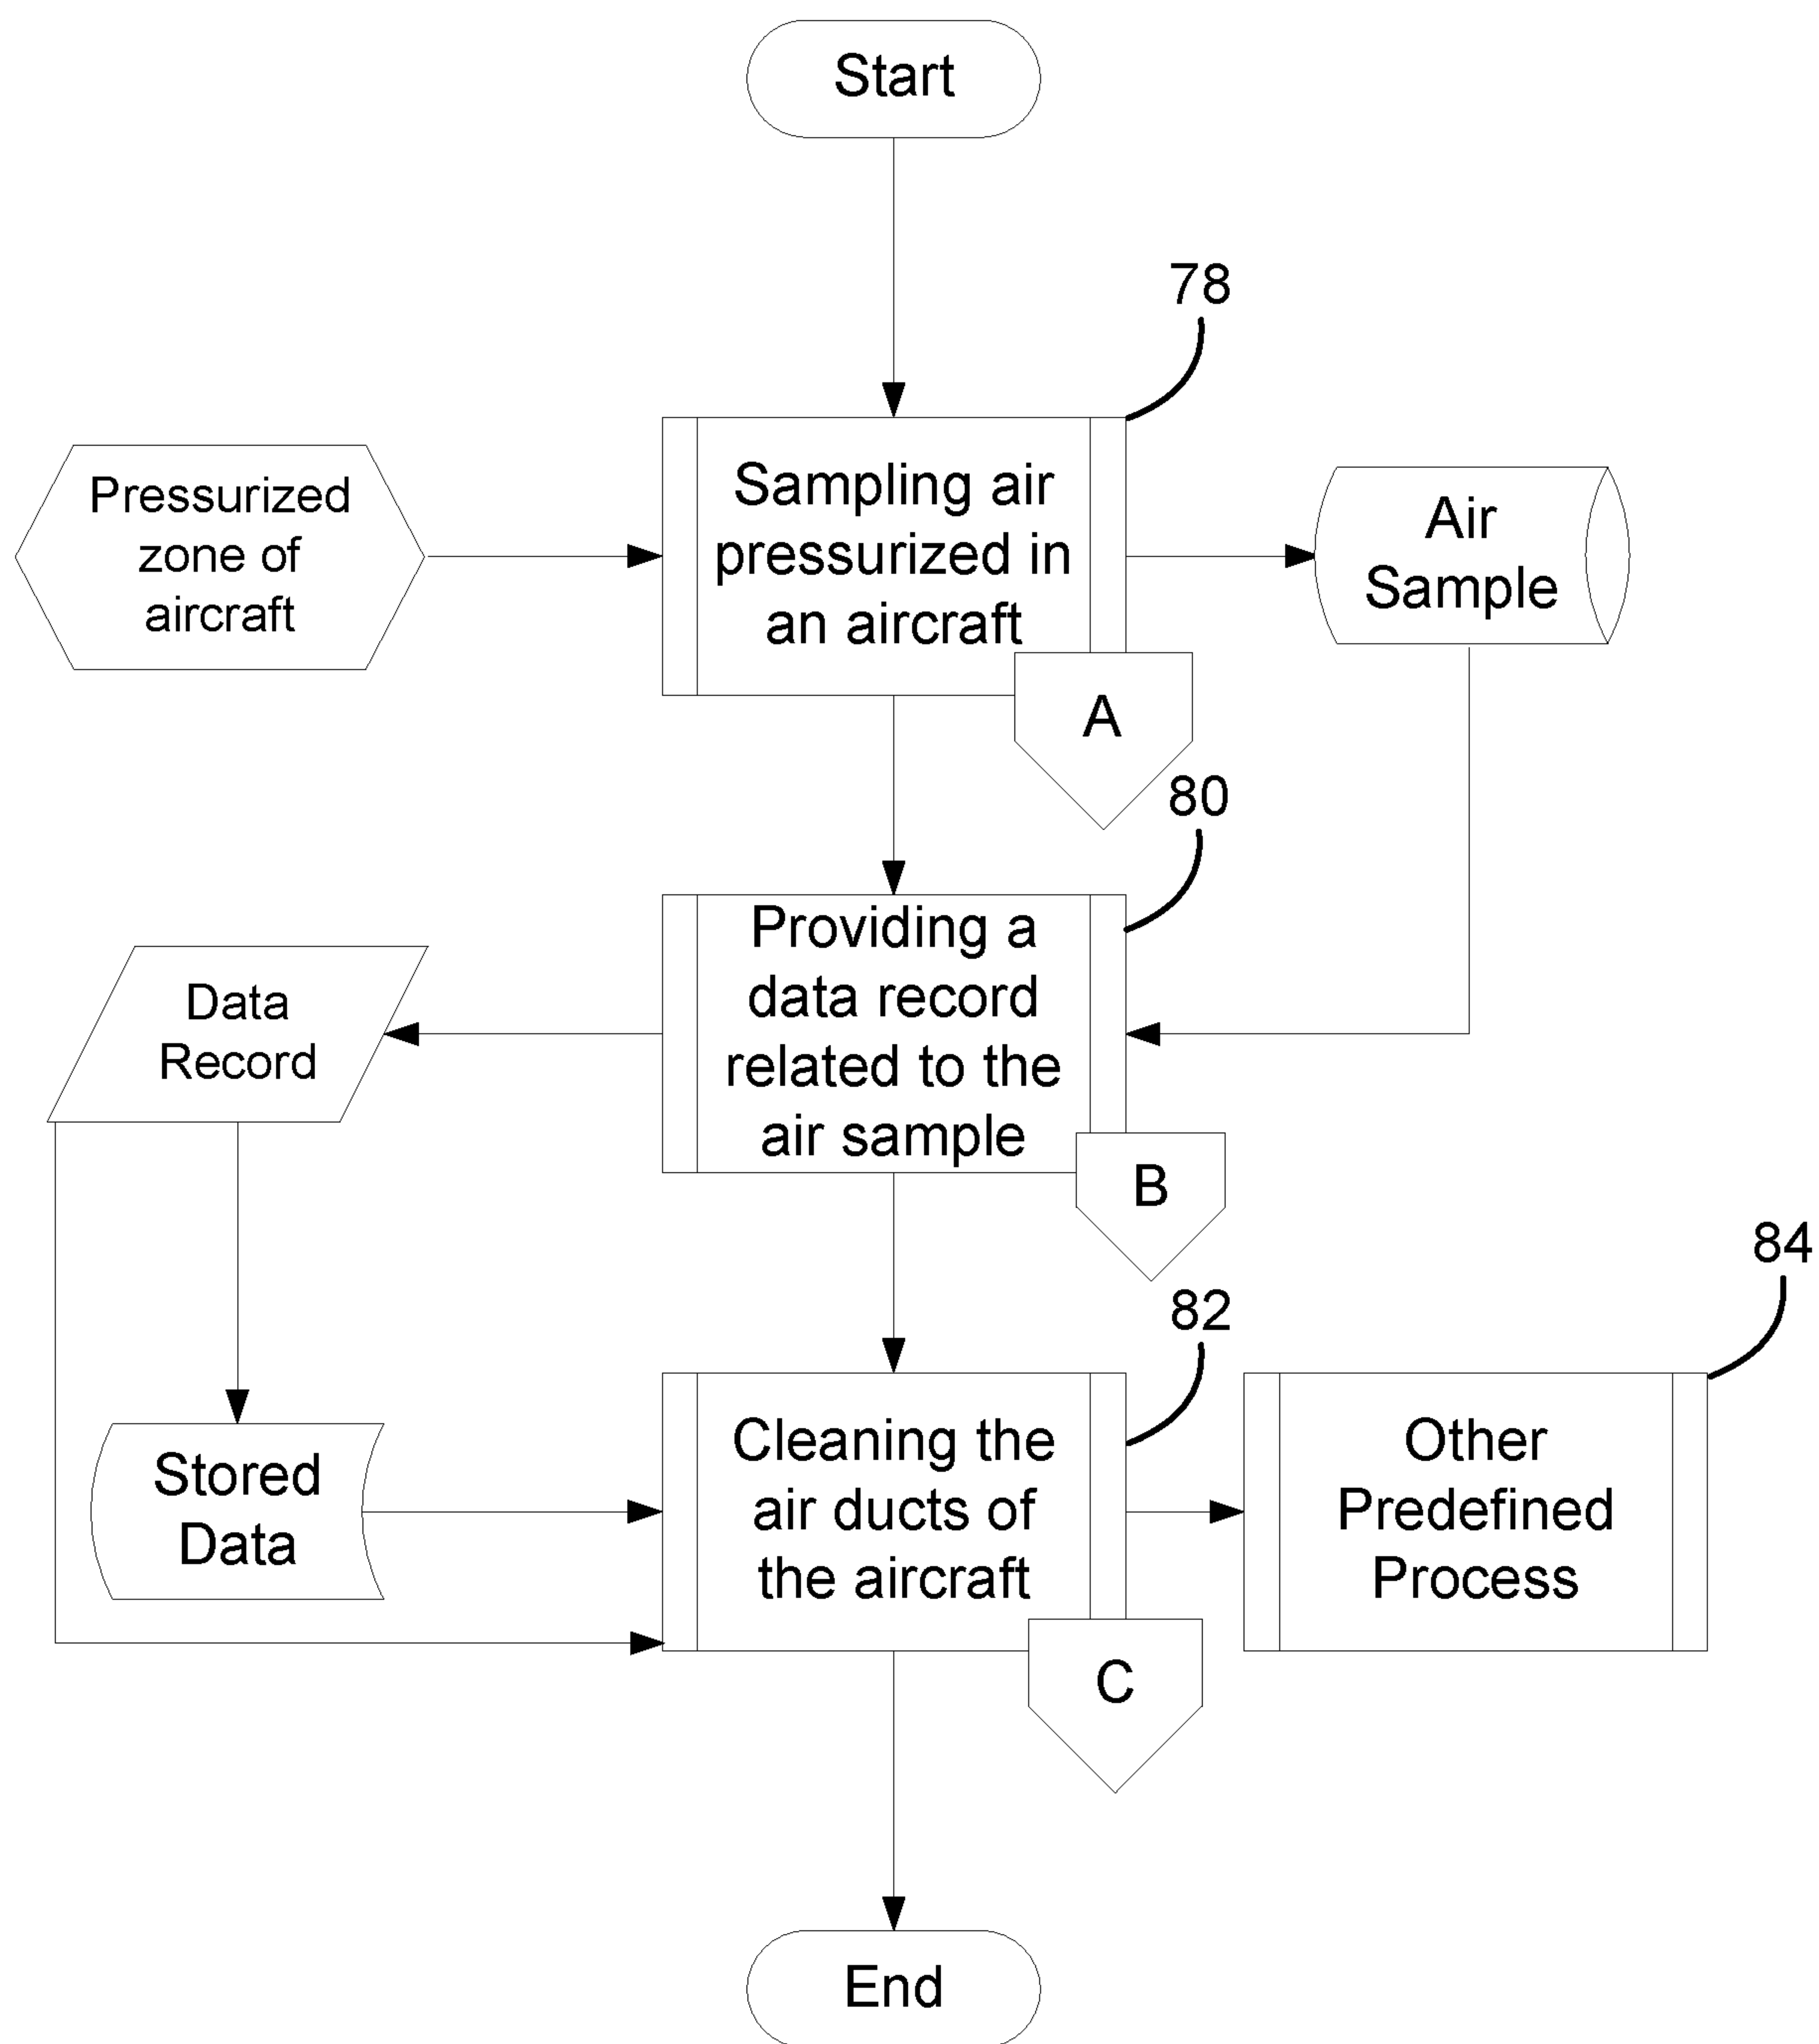 Start
78
Pressurized
zone of
aircraft
Sampling air
pressurized in
an aircraft
Air
Sample
A
80
Providing a
data record
related to the
air sample
Data
Record
B
84
82
Stored
Data
Cleaning the
air ducts of
the aircraft
Other
Predefined
Process
C
End